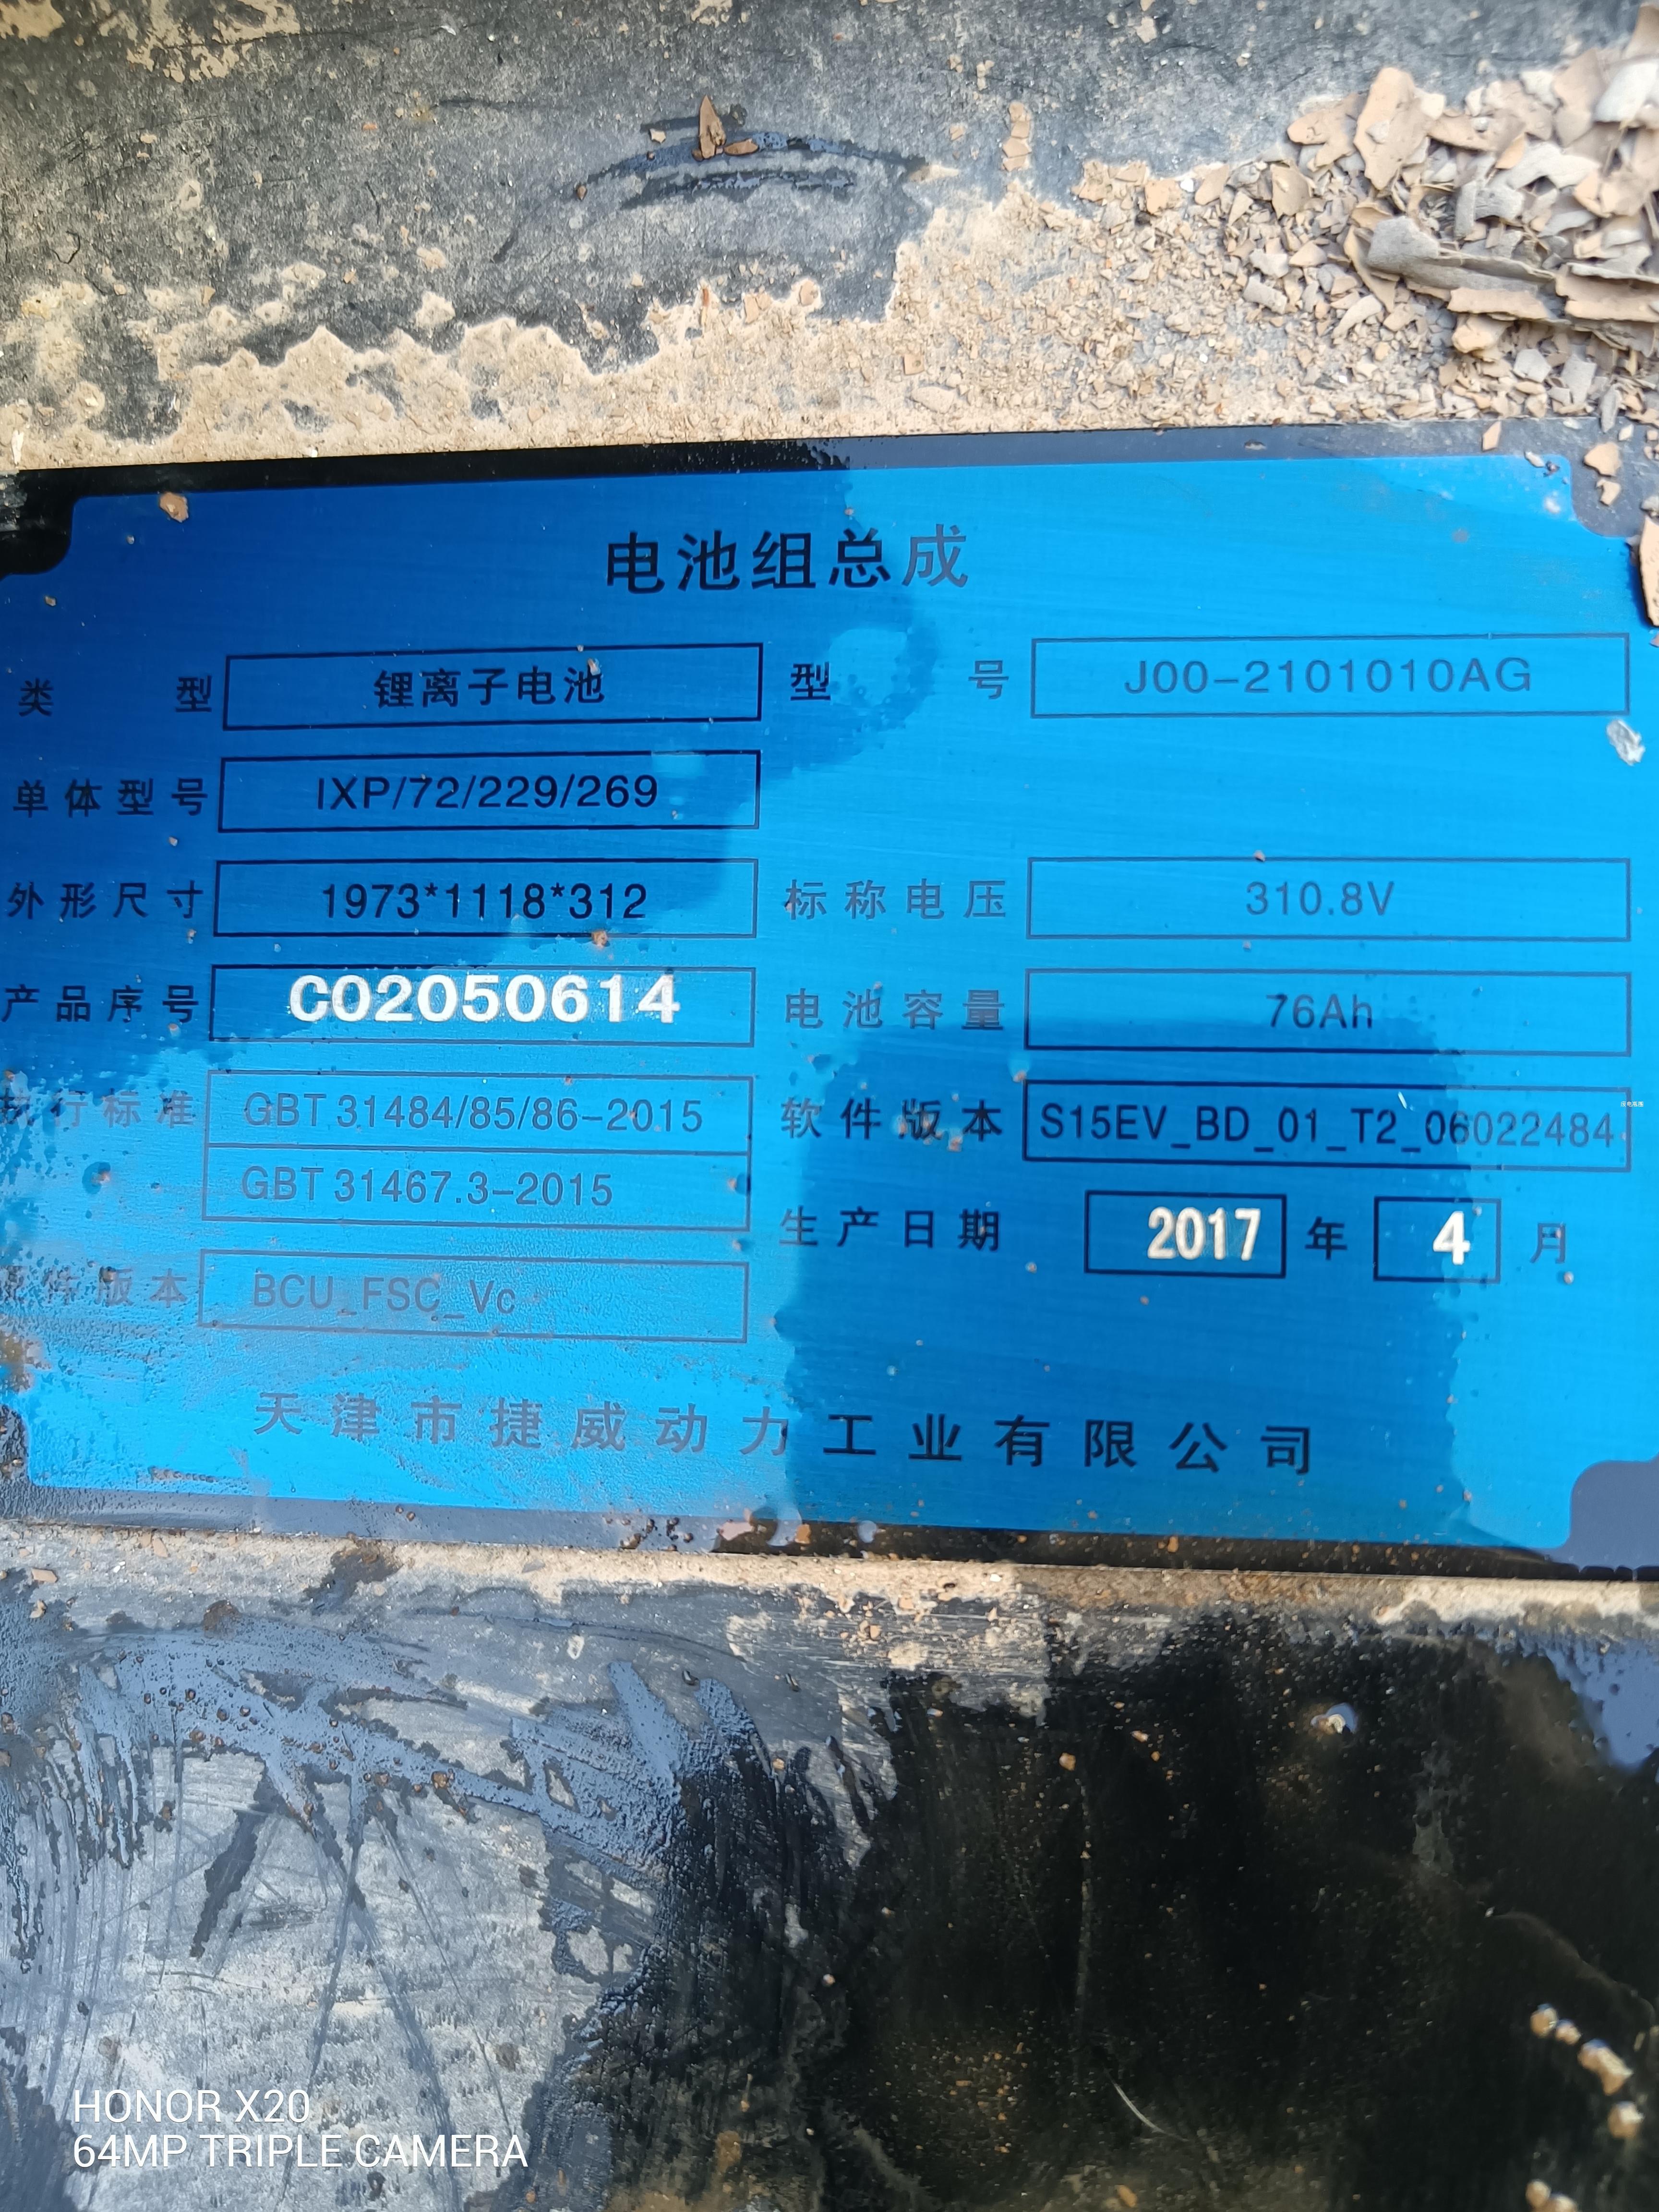 电池组总成
类型 锂离子电池 型号 J00-2101010AG
单体型号 IXP/72/229/269
外形尺寸 1973*1118*312 标称电压 310.8V
产品序号 C02050614 电池容量 76Ah
执行标准 GBT 31484/85/86-2015 软件版本 S15EV_BD_01_T2_06022484
GBT 31467.3-2015
生产日期 2017 年 4 月
件版本 BCU_FSC_Vc
天津市捷威动力工业有限公司
HONOR X20
64MP TRIPLE CAMERA